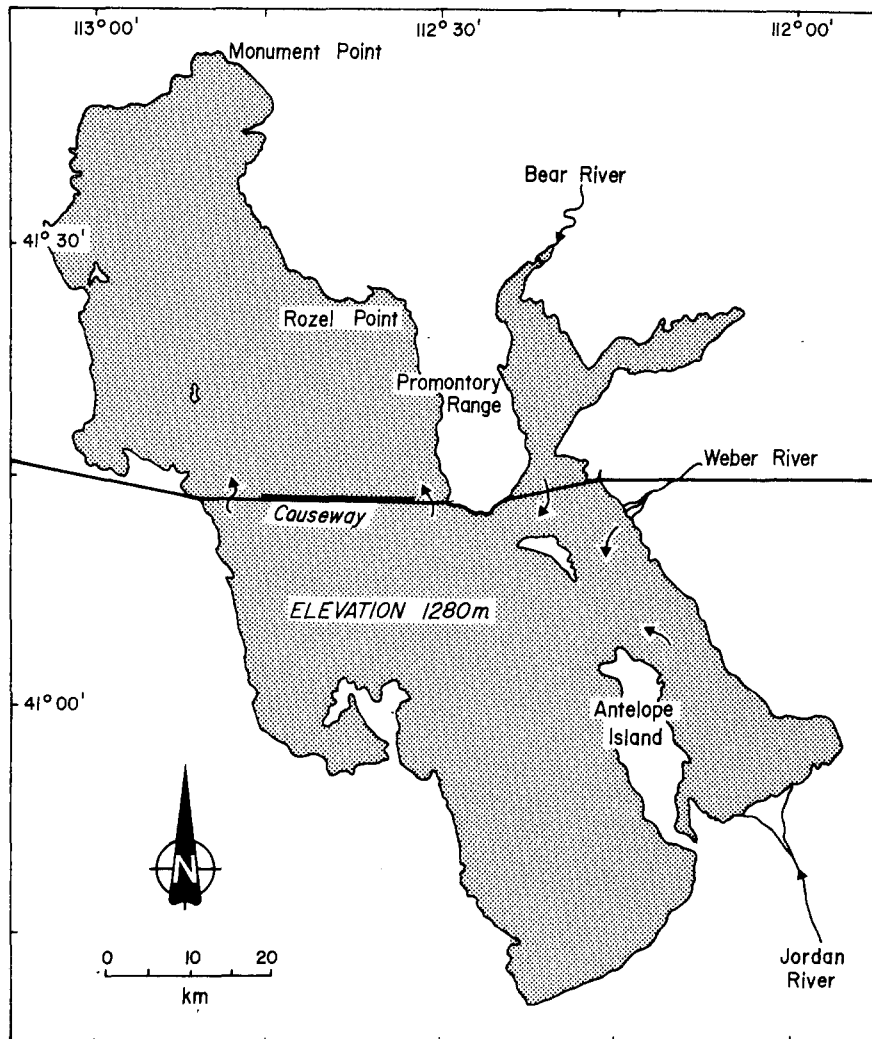 113°00'
112°30'
112°00'
Monument Point
Bear River
41°30'
Rozel Point
Promontory
Range
Weber River
Causeway
ELEVATION 1280m
41°00'
Antelope
Island
N
0 10 20
km
Jordan
River